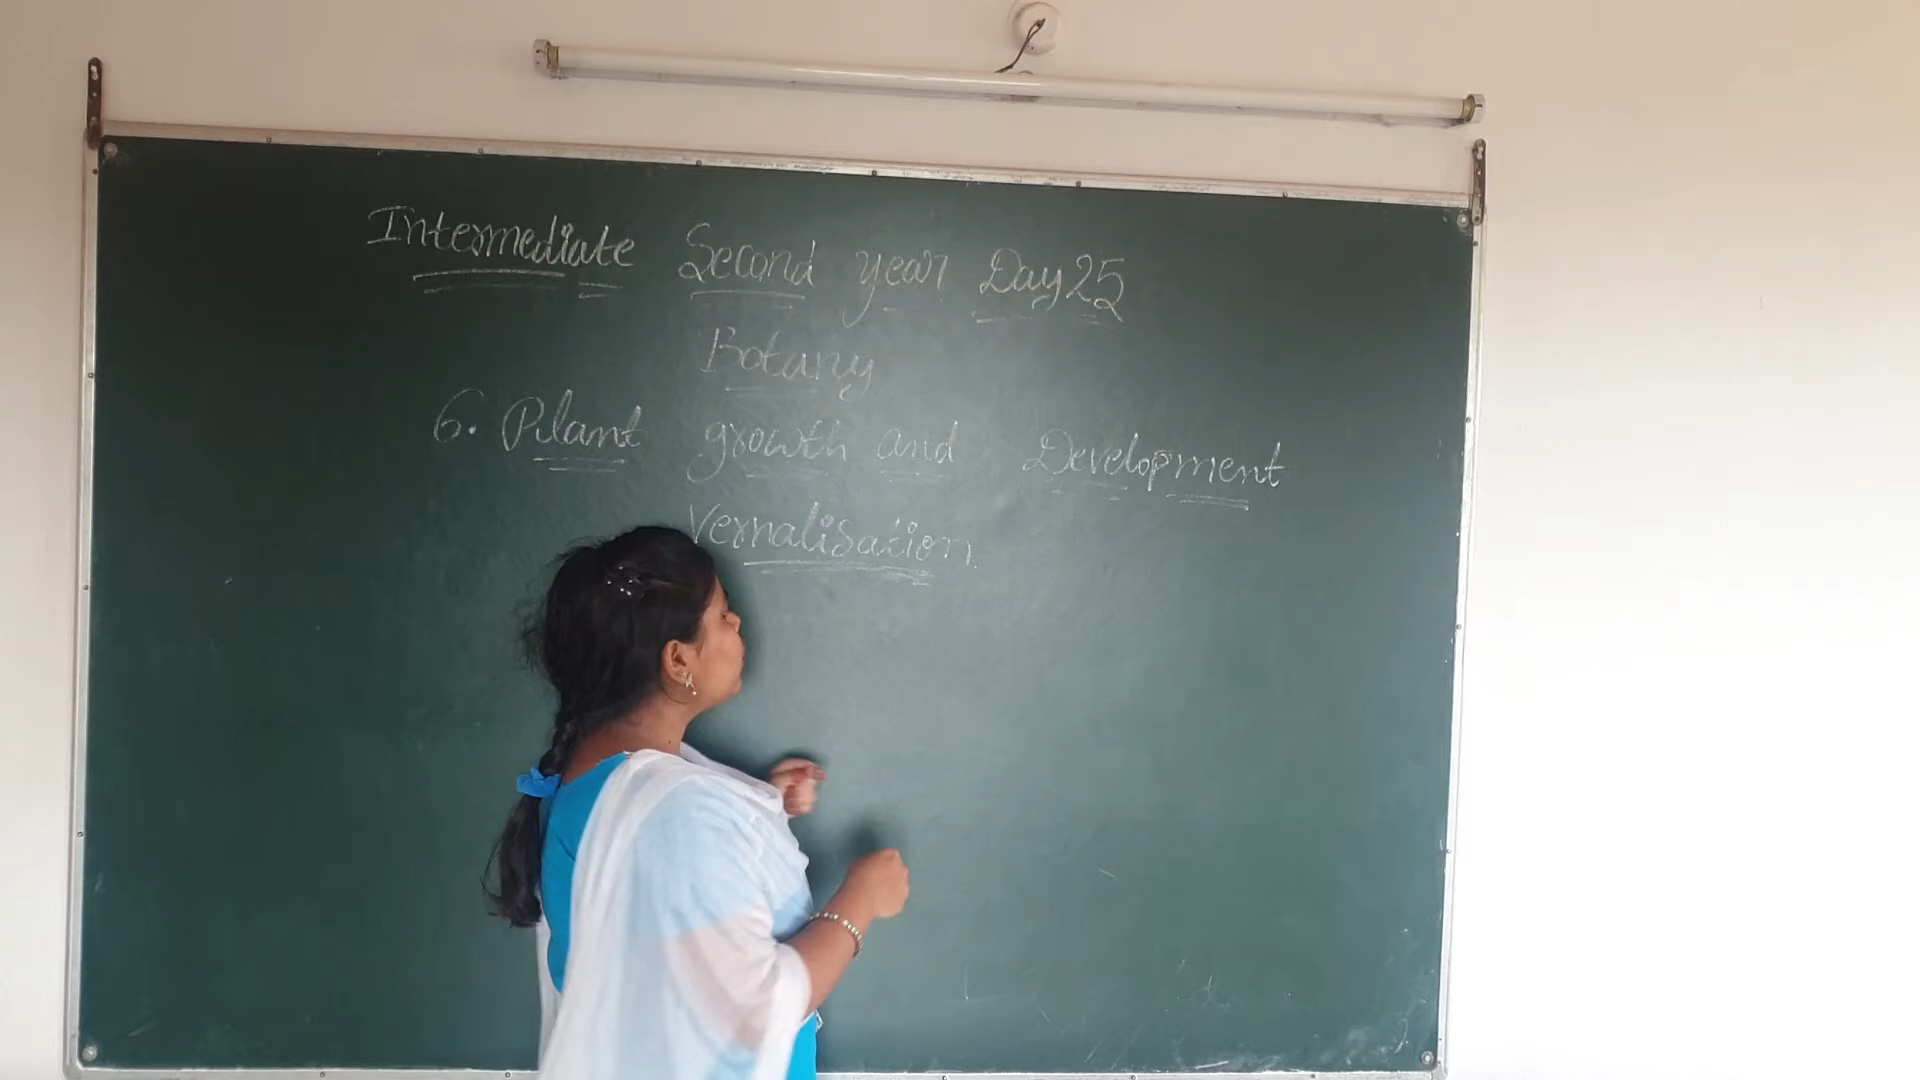 Intermediate Second year Day 25
Botany
6. Plant growth and Development
Vernalisation.